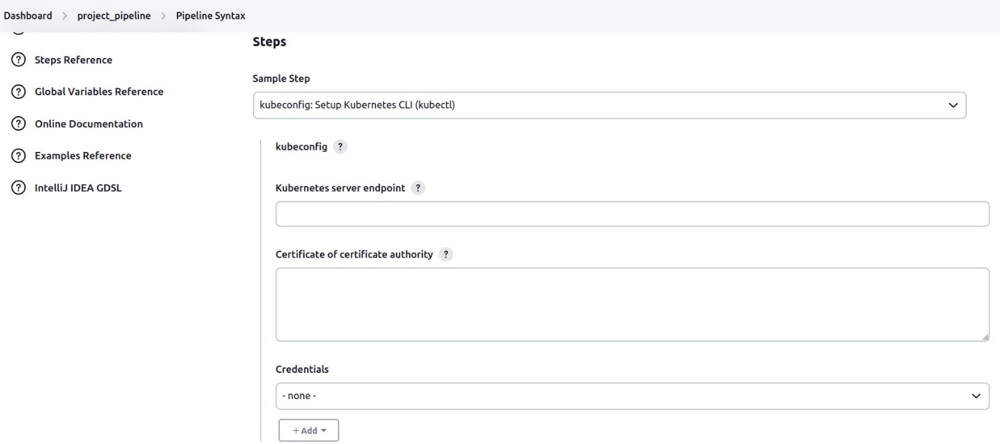 Dashboard > project_pipeline > Pipeline Syntax
Steps Reference
Global Variables Reference
Online Documentation
Examples Reference
IntelliJ IDEA GDSL
Steps
Sample Step
kubeconfig: Setup Kubernetes CLI (kubectl)
kubeconfig ?
Kubernetes server endpoint ?
Certificate of certificate authority ?
Credentials
- none -
+ Add